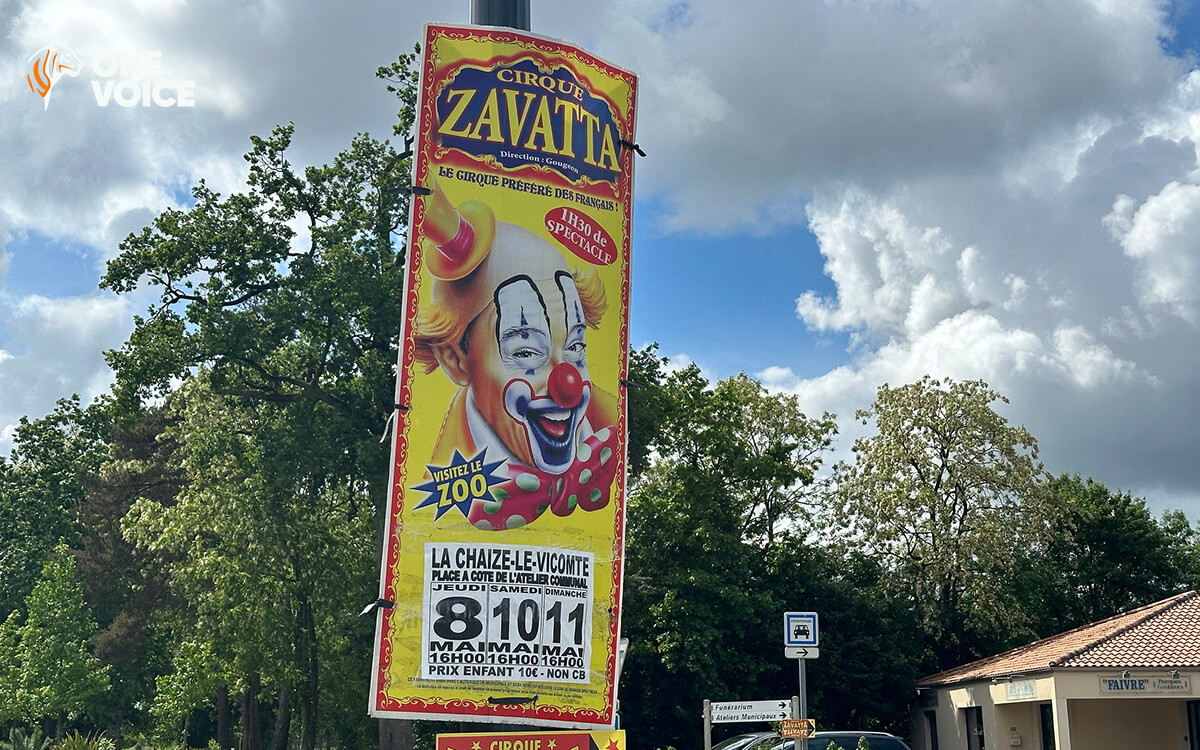 ONE
VOICE
CIRQUE
ZAVATTA
Direction : Gougeon
LE CIRQUE PRÉFÉRÉ DES FRANÇAIS !
1H30 de
SPECTACLE
VISITEZ LE
ZOO
LA CHAIZE-LE-VICOMTE
PLACE A COTE DE L'ATELIER COMMUNAL
JEUDI SAMEDI DIMANCHE
8 10 11
MAI MAI MAI
16H00 16H00 16H00
PRIX ENFANT 10€ - NON CB
CIRQUE
Funérarium
Ateliers Municipaux
ZAVATTA
"FAIVRE" Pompes Funèbres